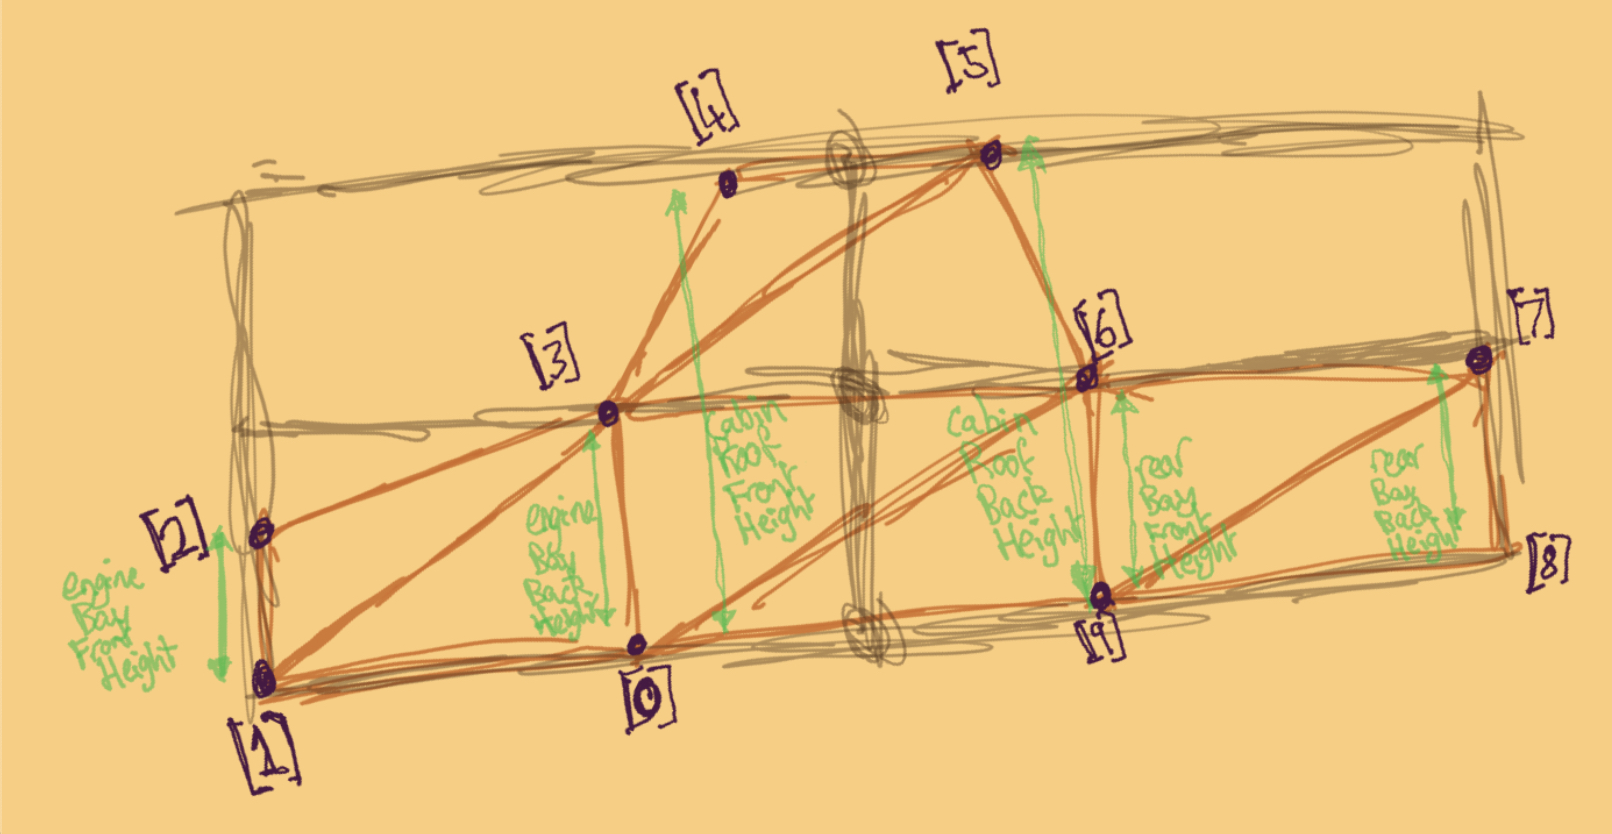 [5]
[4]
[7]
[6]
[3]
Cabin
Roof
Front
Height
Cabin
Roof
Back
Height
rear
Bay
Front
Height
rear
Bay
Back
Height
[2]
engine
Bay
Back
Height
engine
Bay
Front
Height
[8]
[9]
[0]
[1]